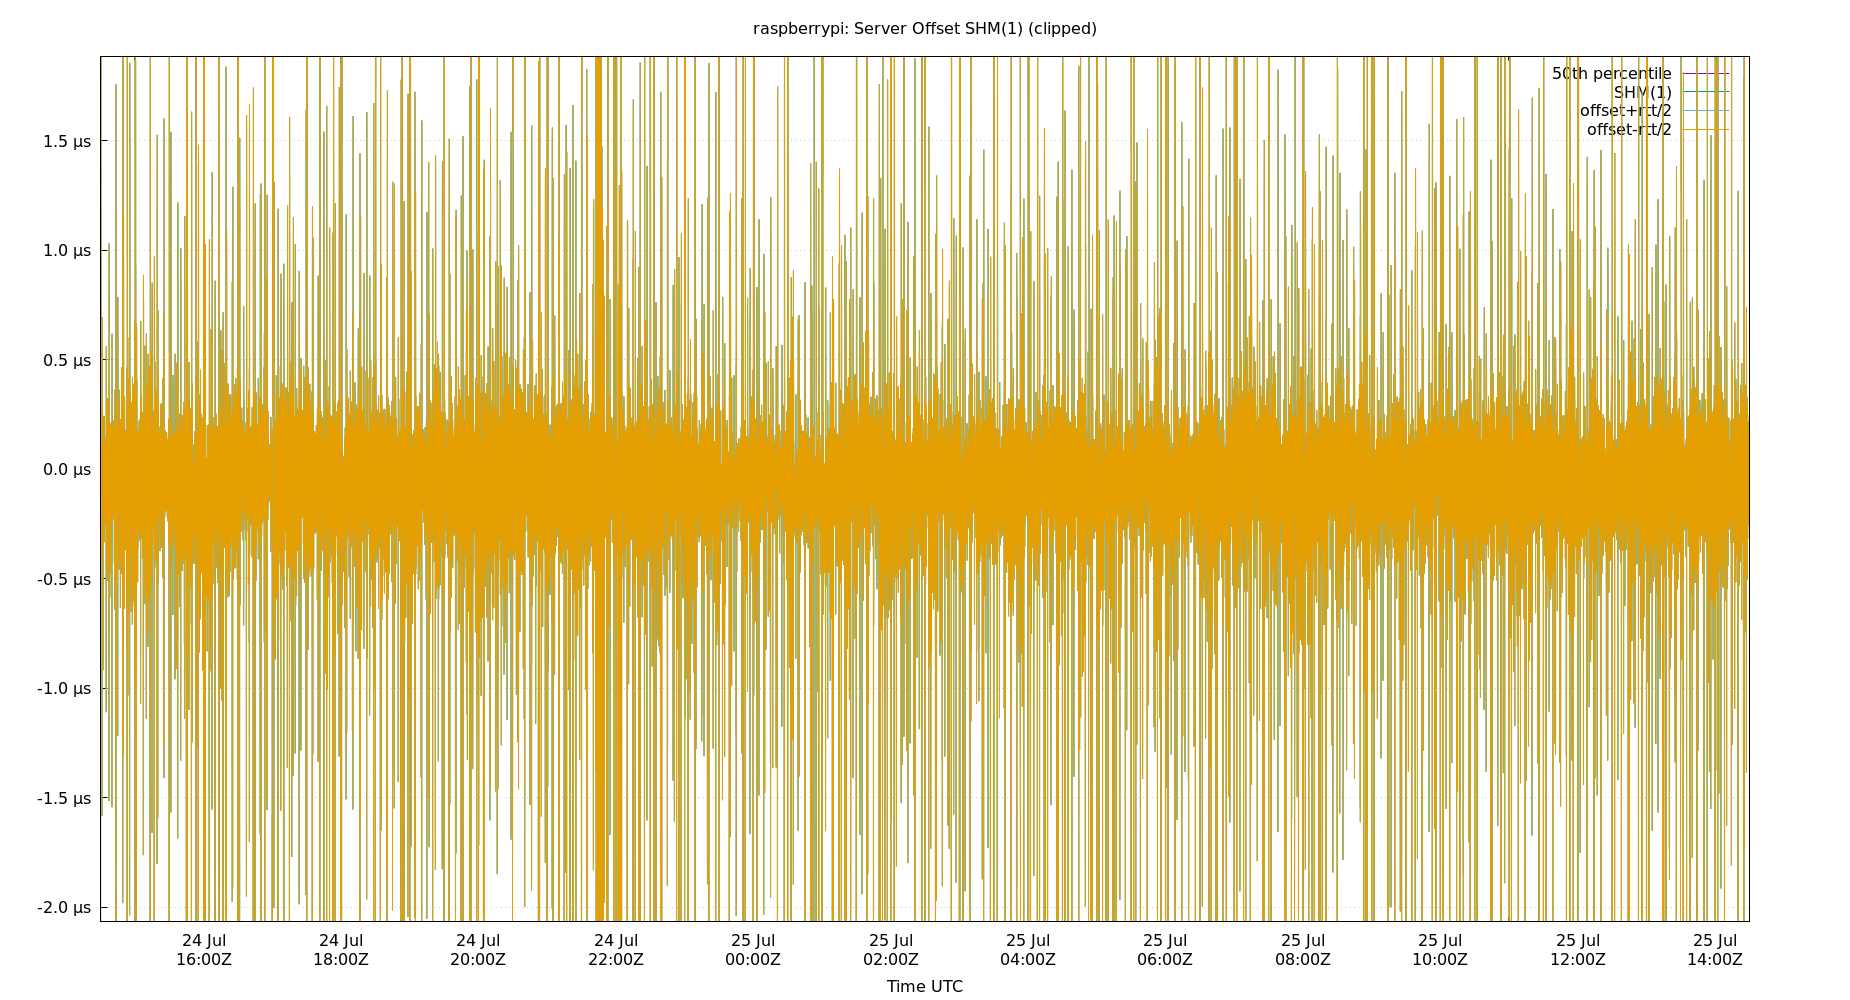 raspberrypi: Server Offset SHM(1) (clipped)
50th percentile
SHM(1)
offset+rtt/2
offset-rtt/2
1.5 µs
1.0 µs
0.5 µs
0.0 µs
-0.5 µs
-1.0 µs
-1.5 µs
-2.0 µs
24 Jul 24 Jul 24 Jul 24 Jul 25 Jul 25 Jul 25 Jul 25 Jul 25 Jul 25 Jul 25 Jul 25 Jul
16:00Z 18:00Z 20:00Z 22:00Z 00:00Z 02:00Z 04:00Z 06:00Z 08:00Z 10:00Z 12:00Z 14:00Z
Time UTC